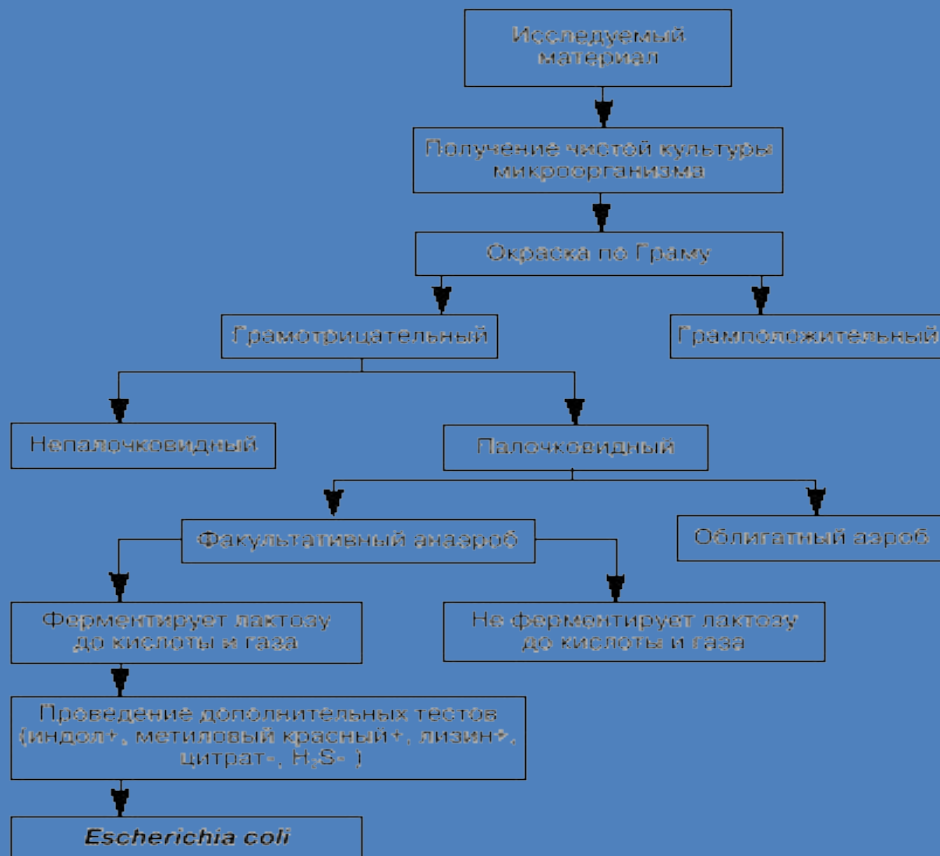 Исследуемый
материал
Получение чистой культуры
микроорганизма
Окраска по Граму
Грамотрицательный
Грамположительный
Непалочковидный
Палочковидный
Факультативный анаэроб
Облигатный аэроб
Ферментирует лактозу
до кислоты и газа
Не ферментирует лактозу
до кислоты и газа
Проведение дополнительных тестов
(индол+, метиловый красный+, лизин+,
цитрат-, H₂S- )
Escherichia coli